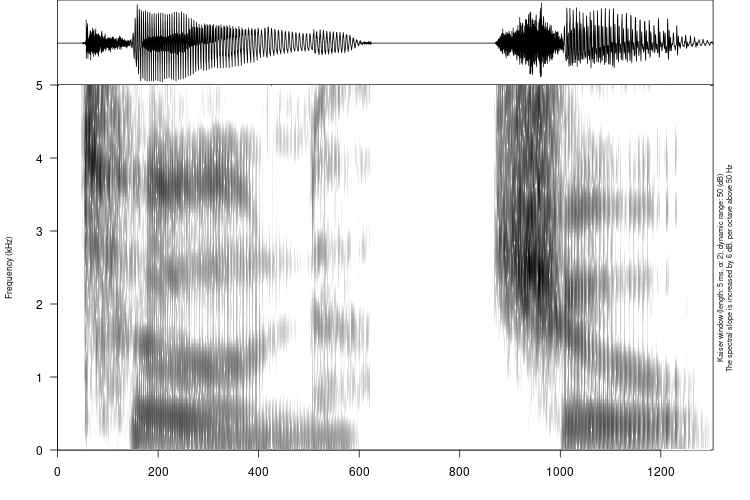 5
4
3
2
1
0
Frequency (kHz)
0 200 400 600 800 1000 1200
Kaiser window (length: 5 ms, α: 2), dynamic range: 50 (dB)
The spectral slope is increased by 6 dB per octave above 50 Hz